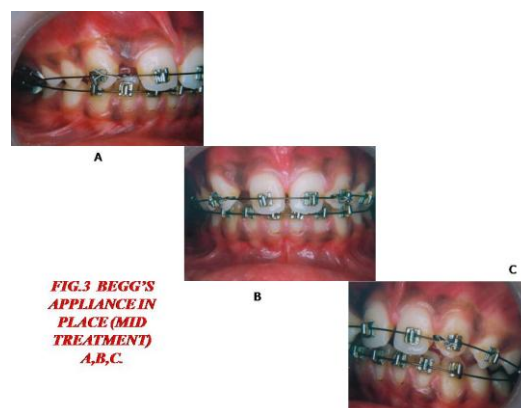 A
B
C
FIG.3 BEGG'S
APPLIANCE IN
PLACE (MID
TREATMENT)
A,B,C.